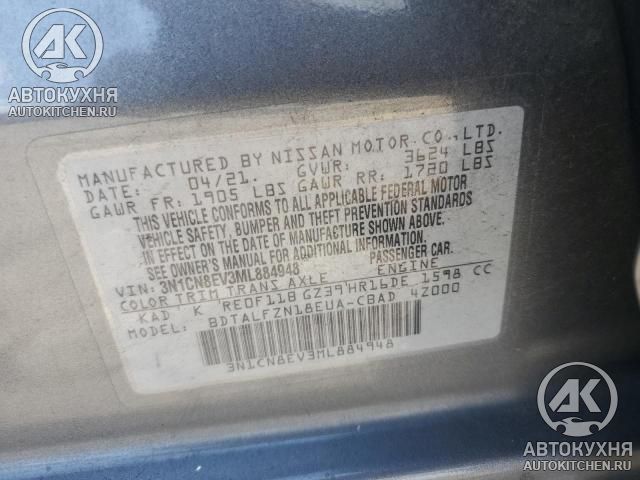 АК
АВТОКУХНЯ
AUTOKITCHEN.RU
MANUFACTURED BY NISSAN MOTOR CO.,LTD.
DATE: 04/21. GVWR: 3624 LBS
GAWR FR: 1905 LBS GAWR RR: 1720 LBS
THIS VEHICLE CONFORMS TO ALL APPLICABLE FEDERAL MOTOR
VEHICLE SAFETY, BUMPER, AND THEFT PREVENTION STANDARDS
IN EFFECT ON THE DATE OF MANUFACTURE SHOWN ABOVE.
SEE OWNER'S MANUAL FOR ADDITIONAL INFORMATION.
VIN: 3N1CN8EV3ML884948 PASSENGER CAR.
COLOR TRIM TRANS AXLE ENGINE
KAD K RE0F11B GZ39 HR16DE 1598 CC
MODEL: BDTALFZN18EUA-CBAD 42000
3N1CN8EV3ML884948
АК
АВТОКУХНЯ
AUTOKITCHEN.RU